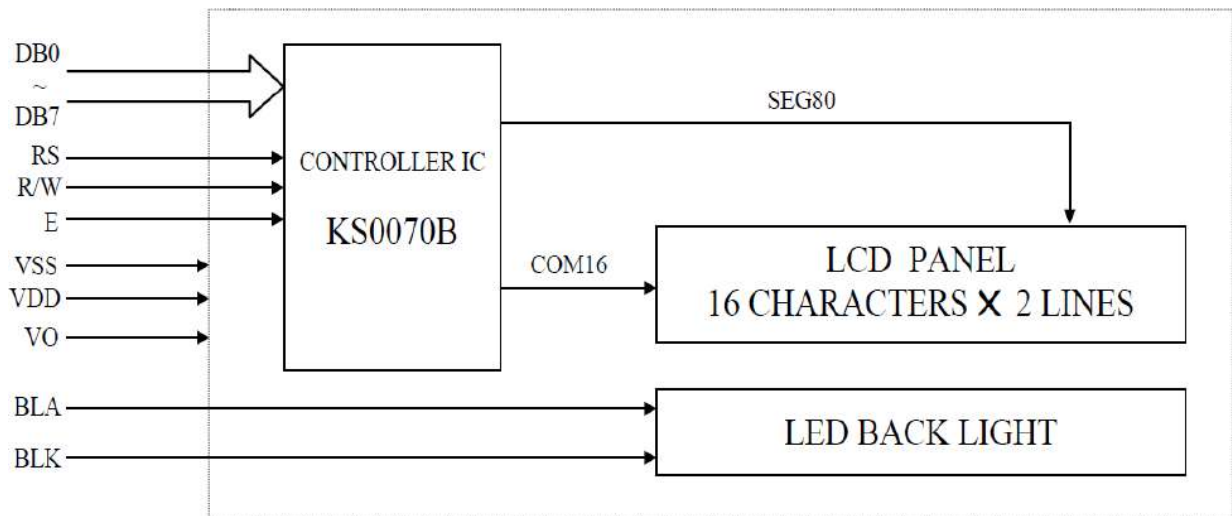 DB0
~
DB7
RS
R/W
E
VSS
VDD
VO
BLA
BLK
CONTROLLER IC
KS0070B
SEG80
COM16
LCD PANEL
16 CHARACTERS X 2 LINES
LED BACK LIGHT